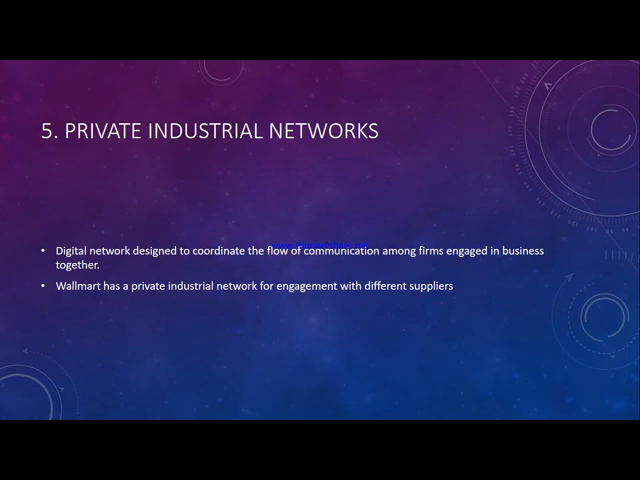 5. PRIVATE INDUSTRIAL NETWORKS
• Digital network designed to coordinate the flow of communication among firms engaged in business
together.
• Wallmart has a private industrial network for engagement with different suppliers